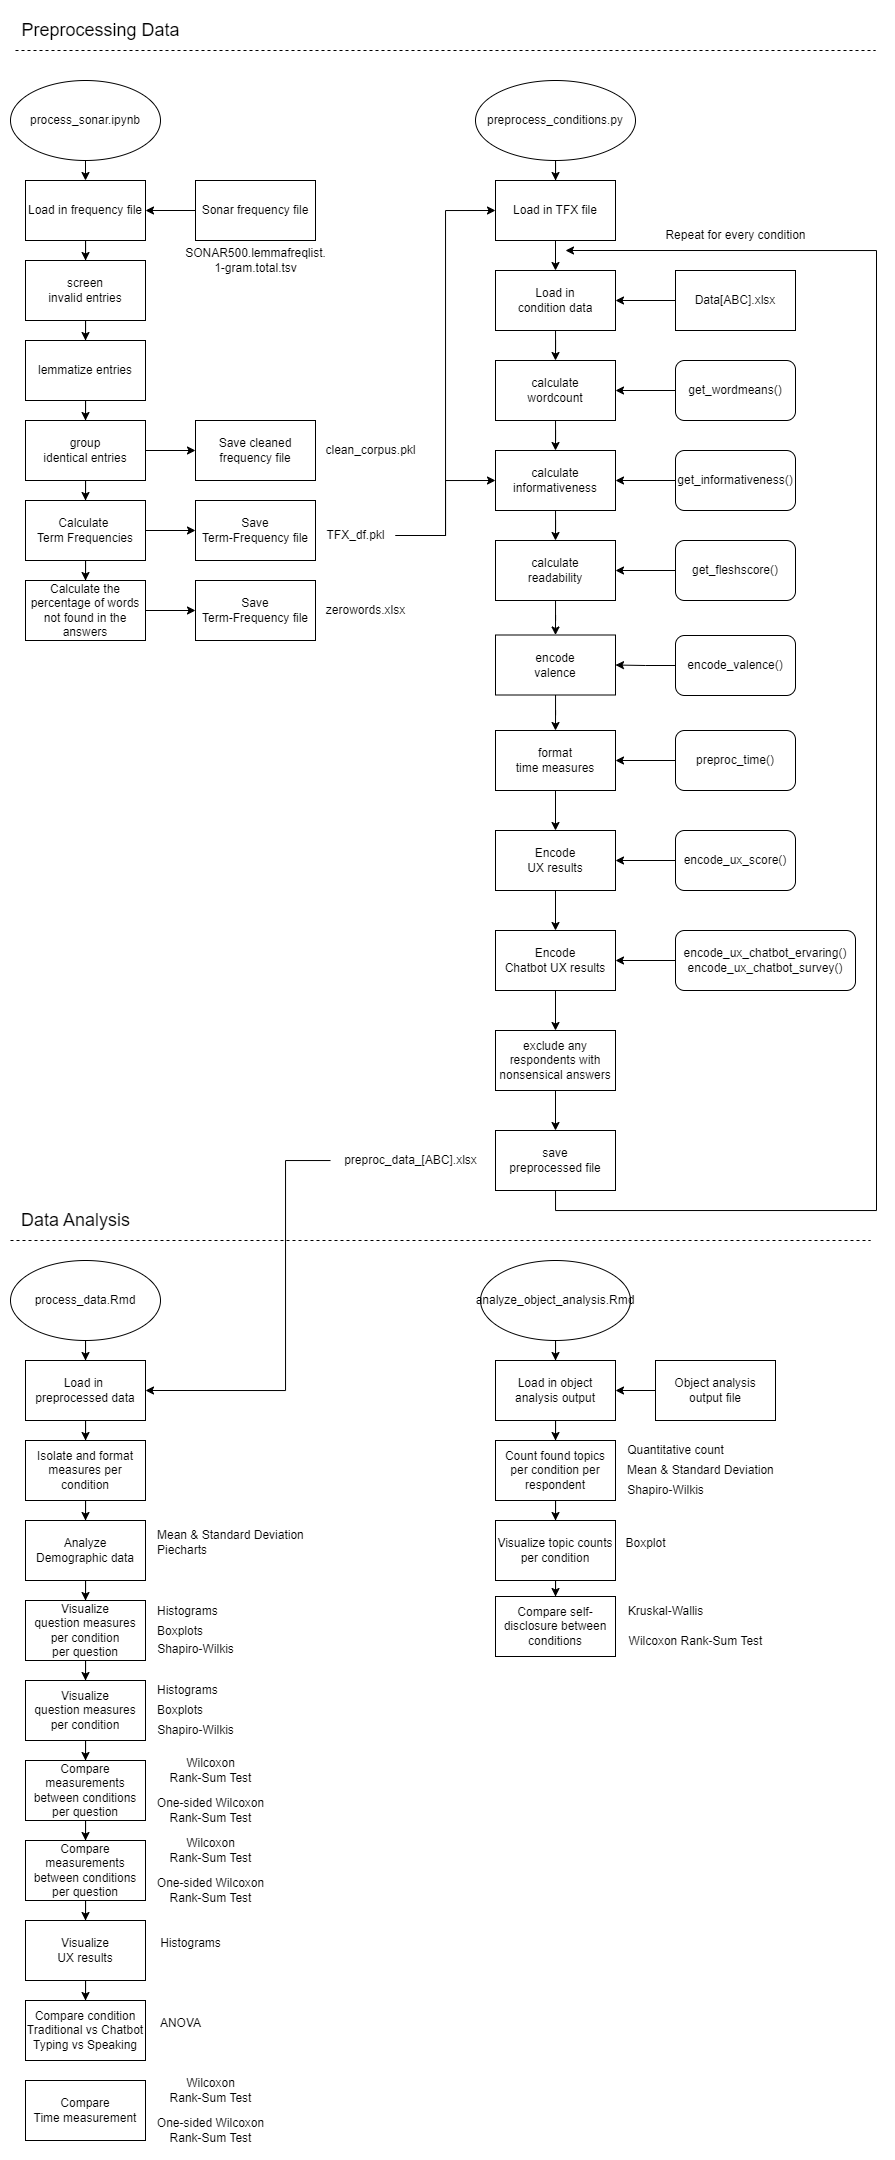 Preprocessing Data
process_sonar.ipynb
Load in frequency file
Sonar frequency file
SONAR500.lemmafreqlist.
1-gram.total.tsv
screen
invalid entries
lemmatize entries
group
identical entries
Save cleaned
frequency file
clean_corpus.pkl
Calculate
Term Frequencies
Save
Term-Frequency file
TFX_df.pkl
Calculate the
percentage of words
not found in the
answers
Save
Term-Frequency file
zerowords.xlsx
preprocess_conditions.py
Load in TFX file
Repeat for every condition
Load in
condition data
Data[ABC].xlsx
calculate
wordcount
get_wordmeans()
calculate
informativeness
get_informativeness()
calculate
readability
get_fleshscore()
encode
valence
encode_valence()
format
time measures
preproc_time()
Encode
UX results
encode_ux_score()
Encode
Chatbot UX results
encode_ux_chatbot_ervaring()
encode_ux_chatbot_survey()
exclude any
respondents with
nonsensical answers
save
preprocessed file
preproc_data_[ABC].xlsx
Data Analysis
process_data.Rmd
Load in
preprocessed data
Isolate and format
measures per
condition
Analyze
Demographic data
Mean & Standard Deviation
Piecharts
Visualize
question measures
per condition
per question
Histograms
Boxplots
Shapiro-Wilkis
Visualize
question measures
per condition
Histograms
Boxplots
Shapiro-Wilkis
Compare
measurements
between conditions
per question
Wilcoxon
Rank-Sum Test
One-sided Wilcoxon
Rank-Sum Test
Compare
measurements
between conditions
per question
Wilcoxon
Rank-Sum Test
One-sided Wilcoxon
Rank-Sum Test
Visualize
UX results
Histograms
Compare condition
Traditional vs Chatbot
Typing vs Speaking
ANOVA
Compare
Time measurement
Wilcoxon
Rank-Sum Test
One-sided Wilcoxon
Rank-Sum Test
analyze_object_analysis.Rmd
Load in object
analysis output
Object analysis
output file
Count found topics
per condition per
respondent
Quantitative count
Mean & Standard Deviation
Shapiro-Wilkis
Visualize topic counts
per condition
Boxplot
Compare self-
disclosure between
conditions
Kruskal-Wallis
Wilcoxon Rank-Sum Test